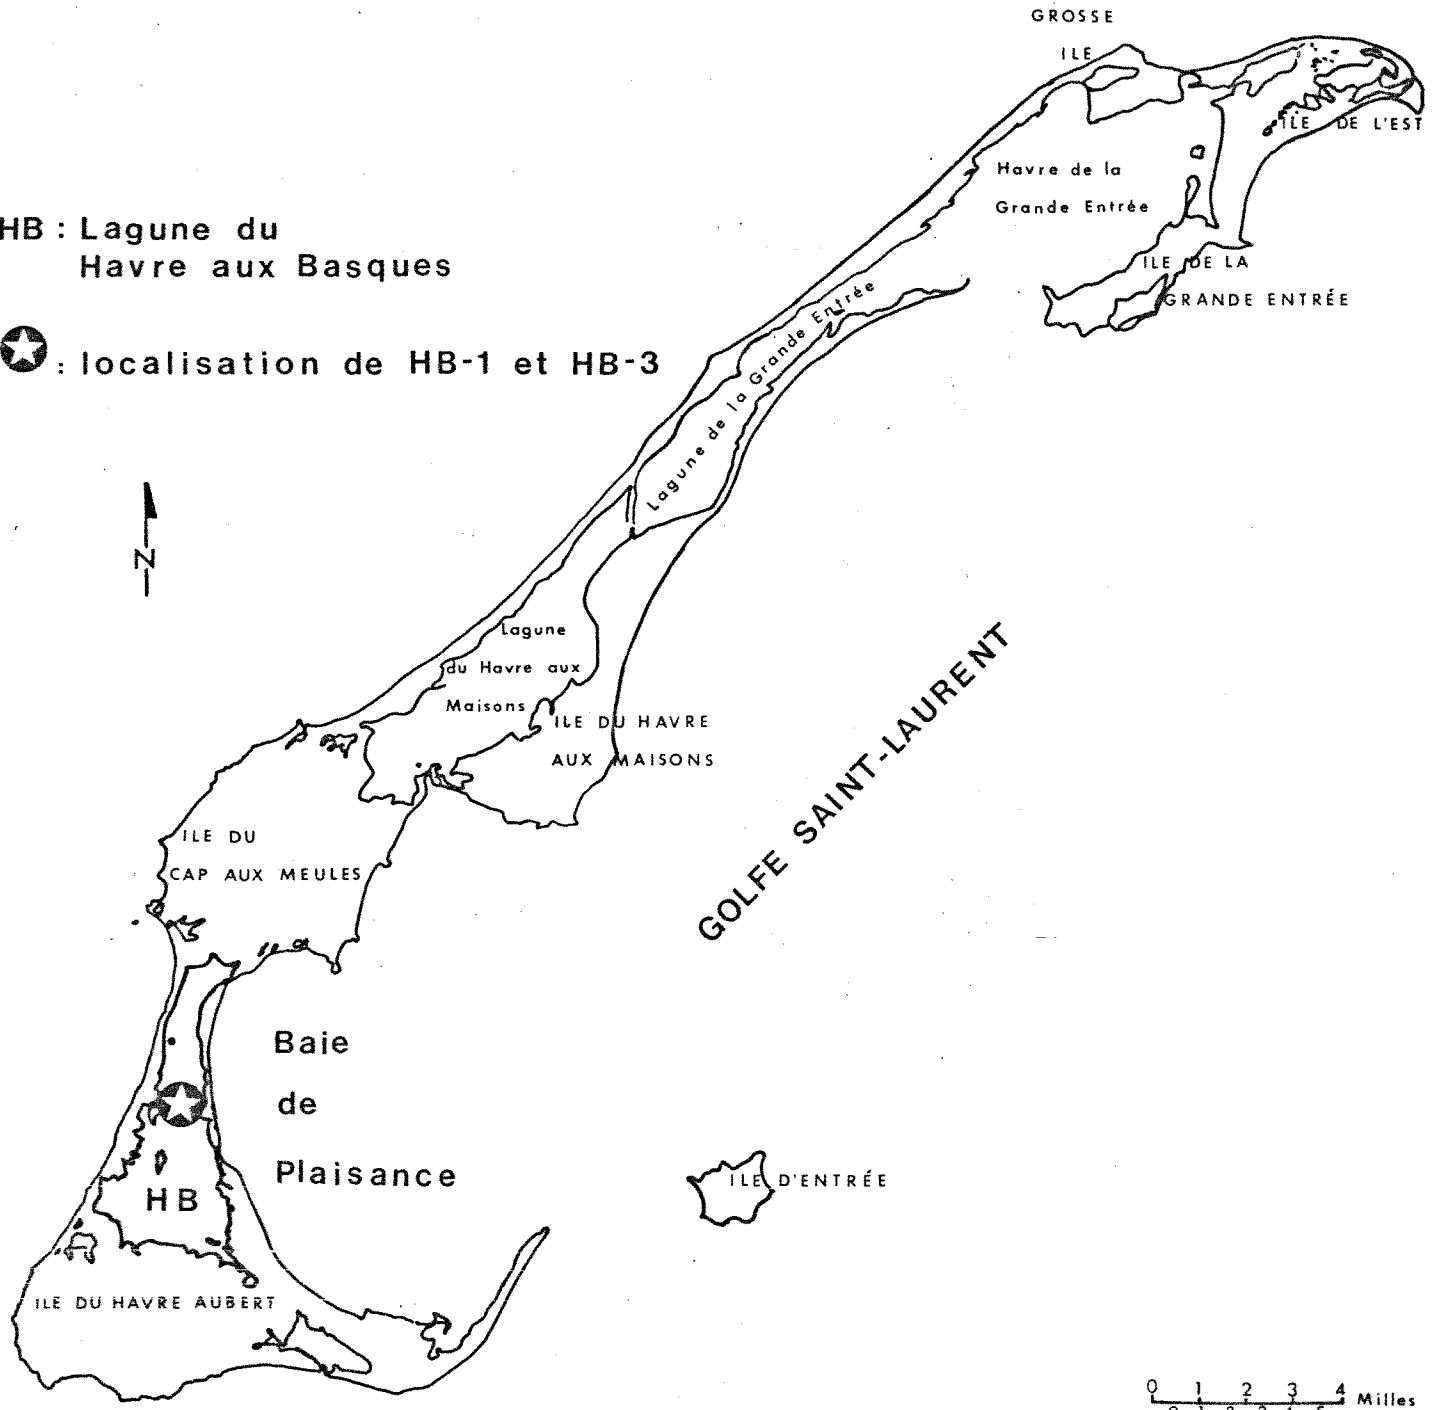 GROSSE
ILE
ILE DE L'EST
Havre de la
Grande Entrée
HB : Lagune du
Havre aux Basques
ILE DE LA
GRANDE ENTRÉE
: localisation de HB-1 et HB-3
Lagune de la Grande Entrée
N
Lagune
du Havre aux
Maisons
ILE DU HAVRE
AUX MAISONS
GOLFE SAINT-LAURENT
ILE DU
CAP AUX MEULES
Baie
de
Plaisance
HB
ILE D'ENTRÉE
ILE DU HAVRE AUBERT
0 1 2 3 4 Milles